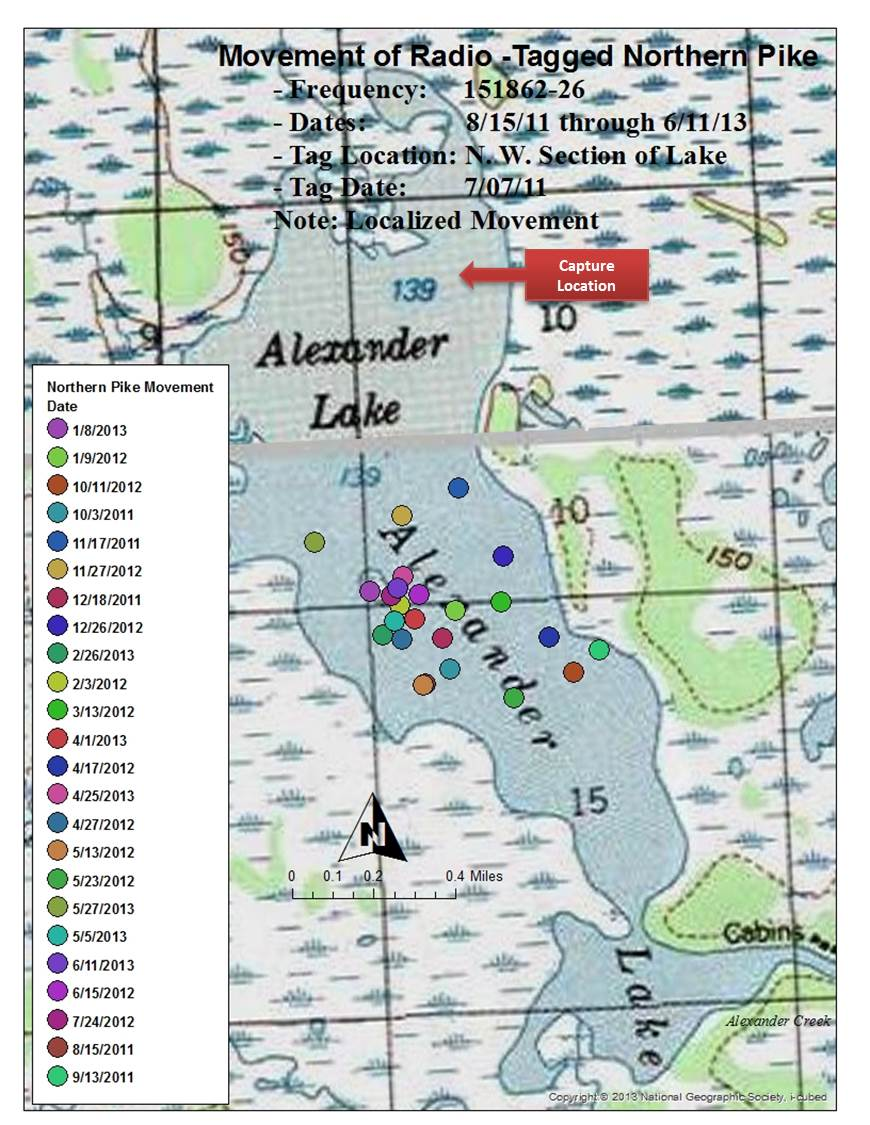 Movement of Radio -Tagged Northern Pike
- Frequency: 151862-26
- Dates: 8/15/11 through 6/11/13
- Tag Location: N. W. Section of Lake
- Tag Date: 7/07/11
Note: Localized Movement
150
Capture
Location
139
10
9
Alexander
Lake
Northern Pike Movement
Date
1/8/2013
1/9/2012
10/11/2012
10/3/2011
11/17/2011
11/27/2012
12/18/2011
12/26/2012
2/26/2013
2/3/2012
3/13/2012
4/1/2013
4/17/2012
4/25/2013
4/27/2012
5/13/2012
5/23/2012
5/27/2013
5/5/2013
6/11/2013
6/15/2012
7/24/2012
8/15/2011
9/13/2011
139
10
150
Alexander
15
N
0 0.1 0.2 0.4 Miles
Cabins
Lake
Alexander Creek
Copyright:© 2013 National Geographic Society, i-cubed